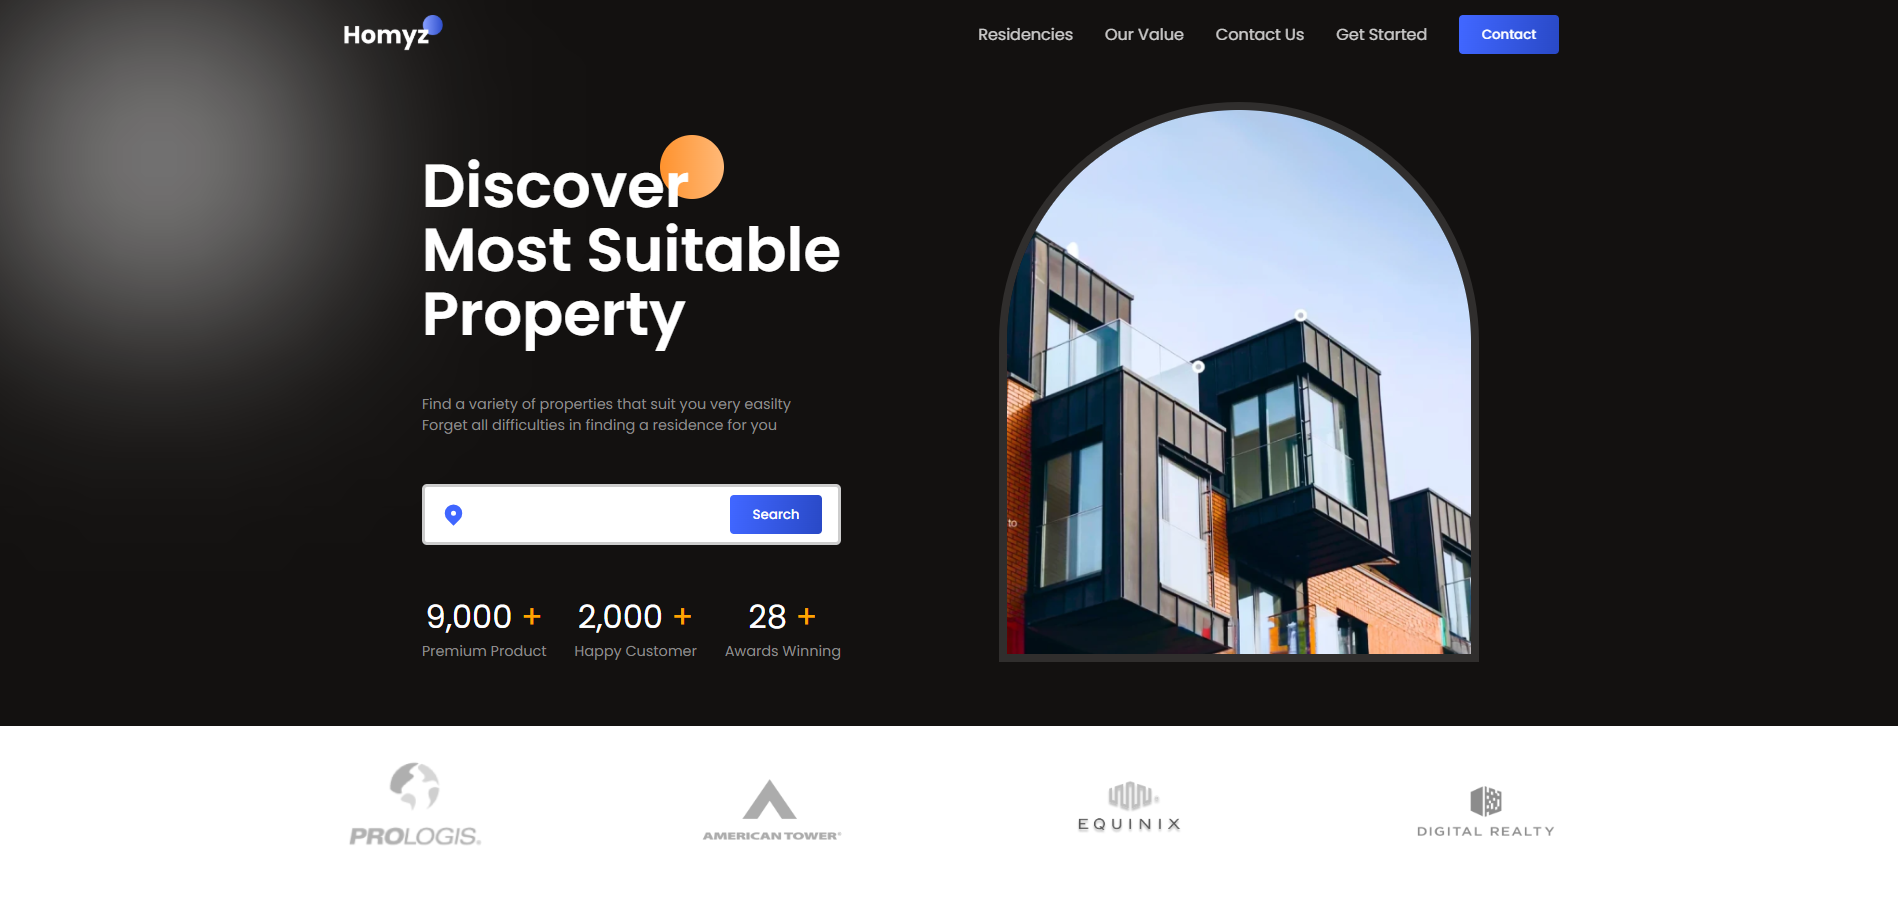 Homyz
Residencies
Our Value
Contact Us
Get Started
Contact
Discover
Most Suitable
Property
Find a variety of properties that suit you very easilty
Forget all difficulties in finding a residence for you
Search
9,000 +
Premium Product
2,000 +
Happy Customer
28 +
Awards Winning
to
PROLOGIS.
AMERICAN TOWER®
EQUINIX
DIGITAL REALTY